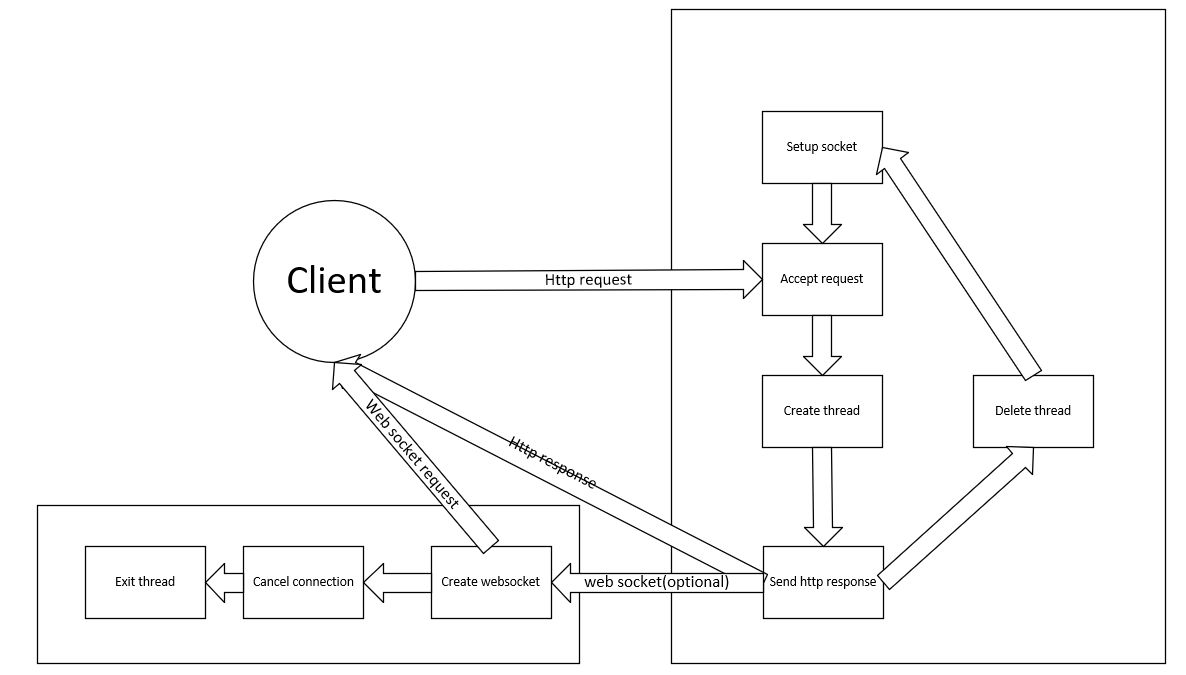 Setup socket
Client
Http request
Accept request
Create thread
Delete thread
Web socket request
Http response
Exit thread
Cancel connection
Create websocket
web socket(optional)
Send http response